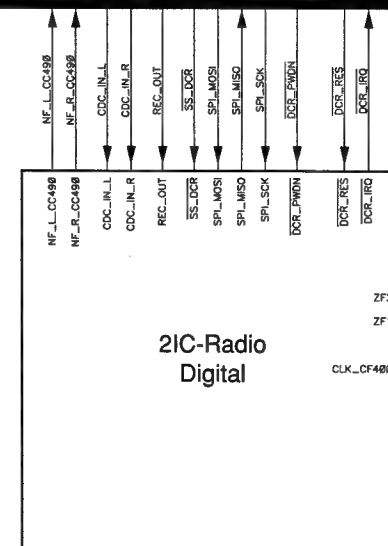 NF_L_CC490
NF_R_CC490
CDC_IN_L
CDC_IN_R
REC_OUT
SS_DCR
SPI_MOSI
SPI_MISO
SPI_SCK
DCR_PWDN
DCR_RES
DCR_IRQ
NF_L_CC490
NF_R_CC490
CDC_IN_L
CDC_IN_R
REC_OUT
SS_DCR
SPI_MOSI
SPI_MISO
SPI_SCK
DCR_PWDN
DCR_RES
DCR_IRQ
2IC-Radio
Digital
CLK_CF40